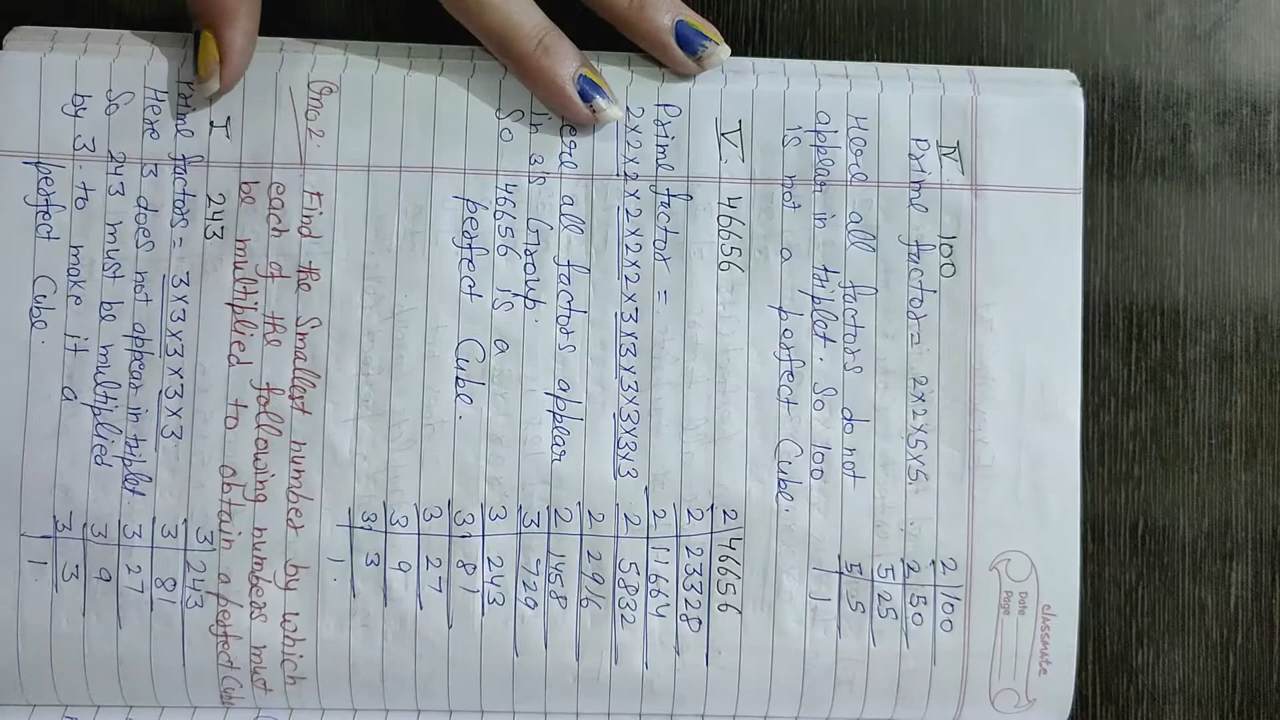 classmate
Date
Page
IV. 100
Prime factor = 2×2×5×5.
Here all factors do not
appear in triplet. So 100
is not a perfect Cube.
2 100
2 50
5 25
5 5
1
V. 46656
Prime factor =
2×2×2×2×2×2×3×3×3×3×3×3
ere all factors appear
in 3's Group.
So 46656 is a
perfect Cube.
2 46656
2 23328
2 11664
2 5832
2 2916
2 1458
3 729
3 243
3 81
3 27
3 9
3 3
1.
Qno2. Find the Smallest number by which
each of the following numbers must
be multiplied to obtain a perfect Cube
I 243
rime factors = 3×3×3×3×3.
Here 3 does not appear in triplet.
So 243 must be multiplied
by 3. to make it a
perfect Cube.
3 243
3 81
3 27
3 9
3 3
1.